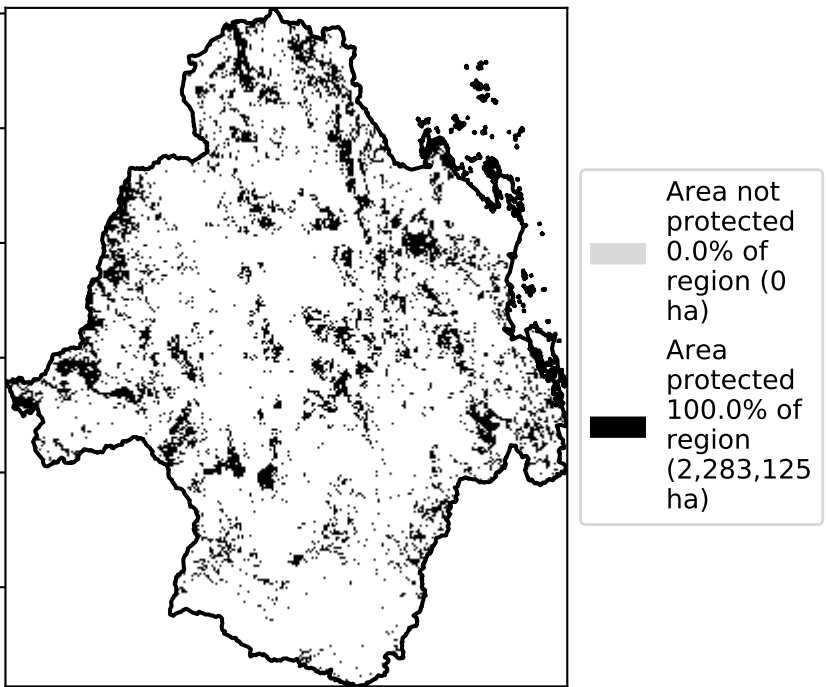 Area not
protected
0.0% of
region (0
ha)
Area
protected
100.0% of
region
(2,283,125
ha)